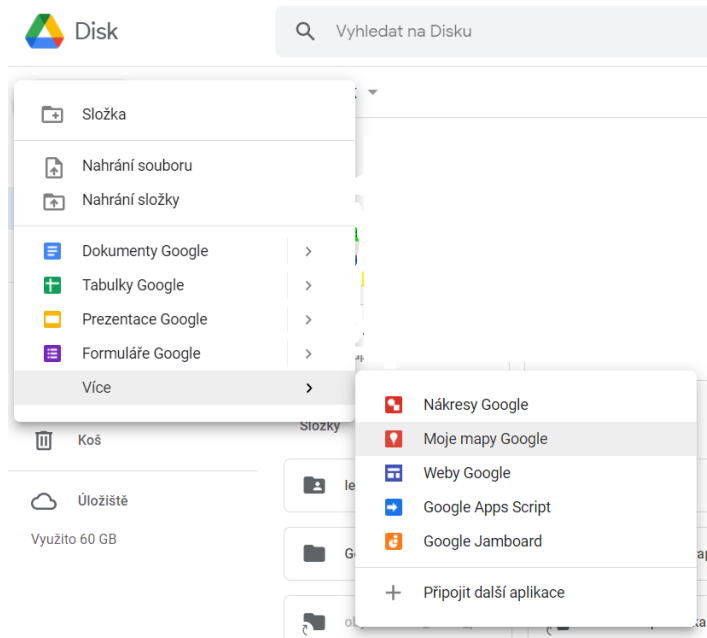 Disk
Vyhledat na Disku
Složka
Nahrání souboru
Nahrání složky
Dokumenty Google
Tabulky Google
Prezentace Google
Formuláře Google
Více
Nákresy Google
Moje mapy Google
Weby Google
Google Apps Script
Google Jamboard
Připojit další aplikace
Složky
Koš
Úložiště
Využito 60 GB